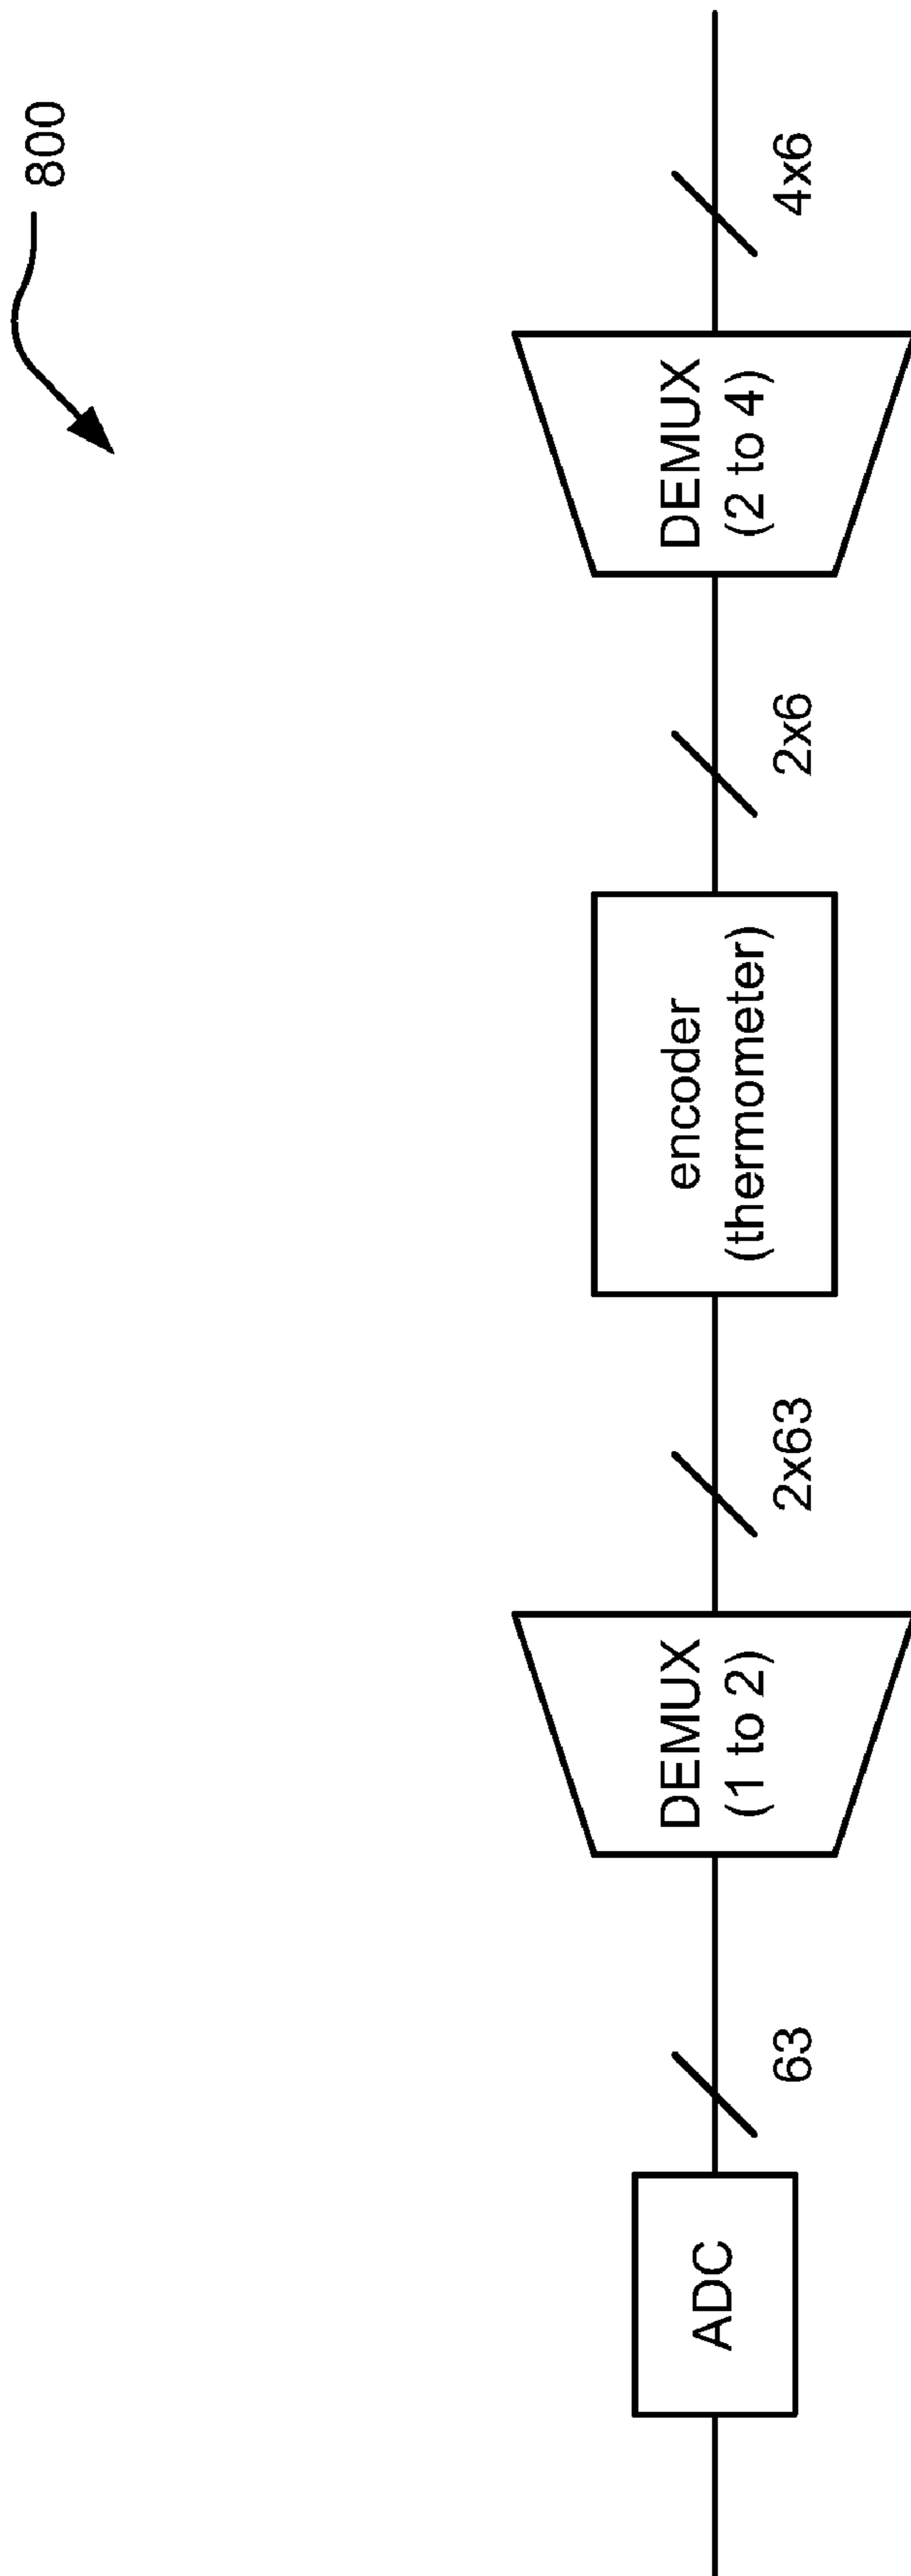 800
ADC
63
DEMUX
(1 to 2)
2x63
encoder
(thermometer)
2x6
DEMUX
(2 to 4)
4x6